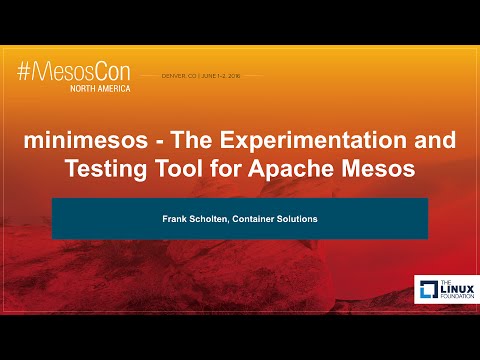 #MesosCon
NORTH AMERICA
DENVER, CO | JUNE 1-2, 2016
minimesos - The Experimentation and
Testing Tool for Apache Mesos
Frank Scholten, Container Solutions
THE
LINUX
FOUNDATION